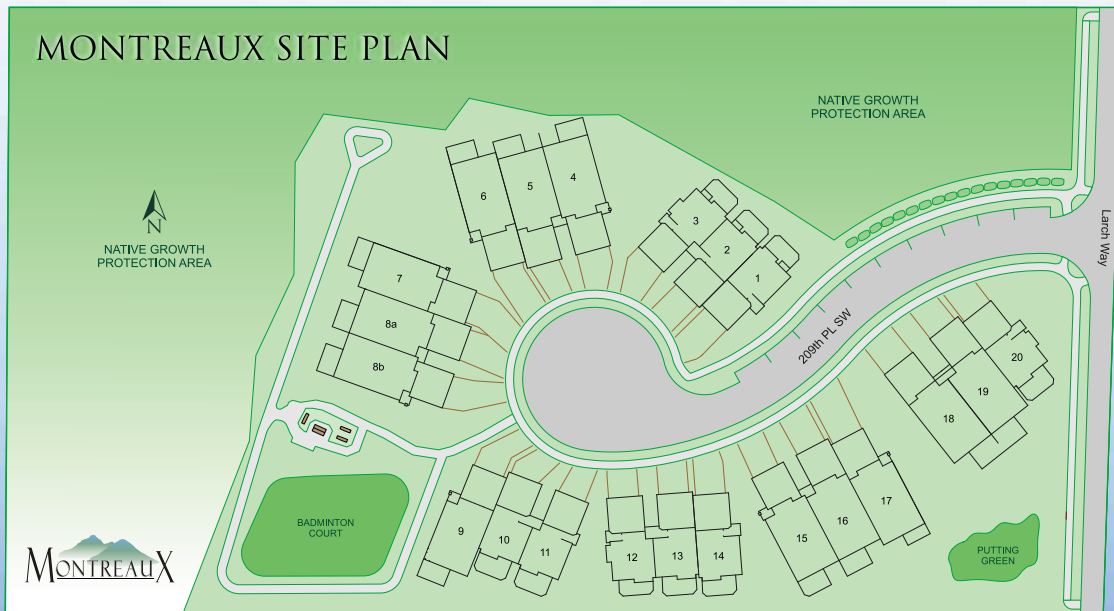 MONTREAUX SITE PLAN
NATIVE GROWTH
PROTECTION AREA
N
NATIVE GROWTH
PROTECTION AREA
Larch Way
209th PL SW
1
2
3
4
5
6
7
8a
8b
9
10
11
12
13
14
15
16
17
18
19
20
BADMINTON
COURT
PUTTING
GREEN
MONTREAUX